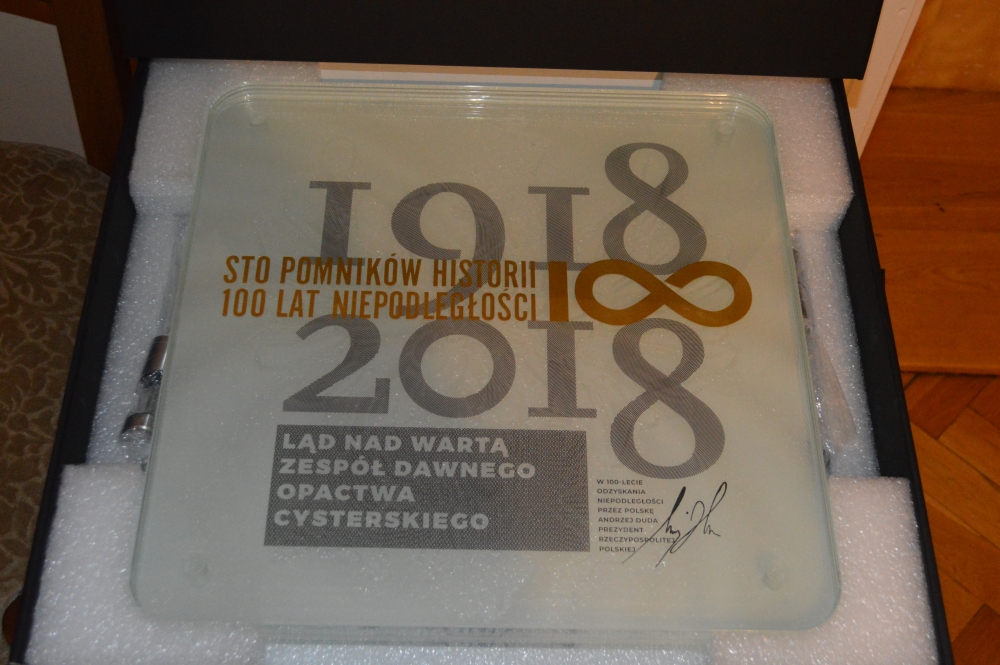 1918
STO POMNIKÓW HISTORII
100 LAT NIEPODLEGŁOŚCI
100
2018
LĄD NAD WARTĄ
ZESPÓŁ DAWNEGO
OPACTWA
CYSTERSKIEGO
W 100-LECIE
ODZYSKANIA
NIEPODLEGŁOŚCI
PRZEZ POLSKĘ
ANDRZEJ DUDA
PREZYDENT
RZECZYPOSPOLITEJ
POLSKIEJ